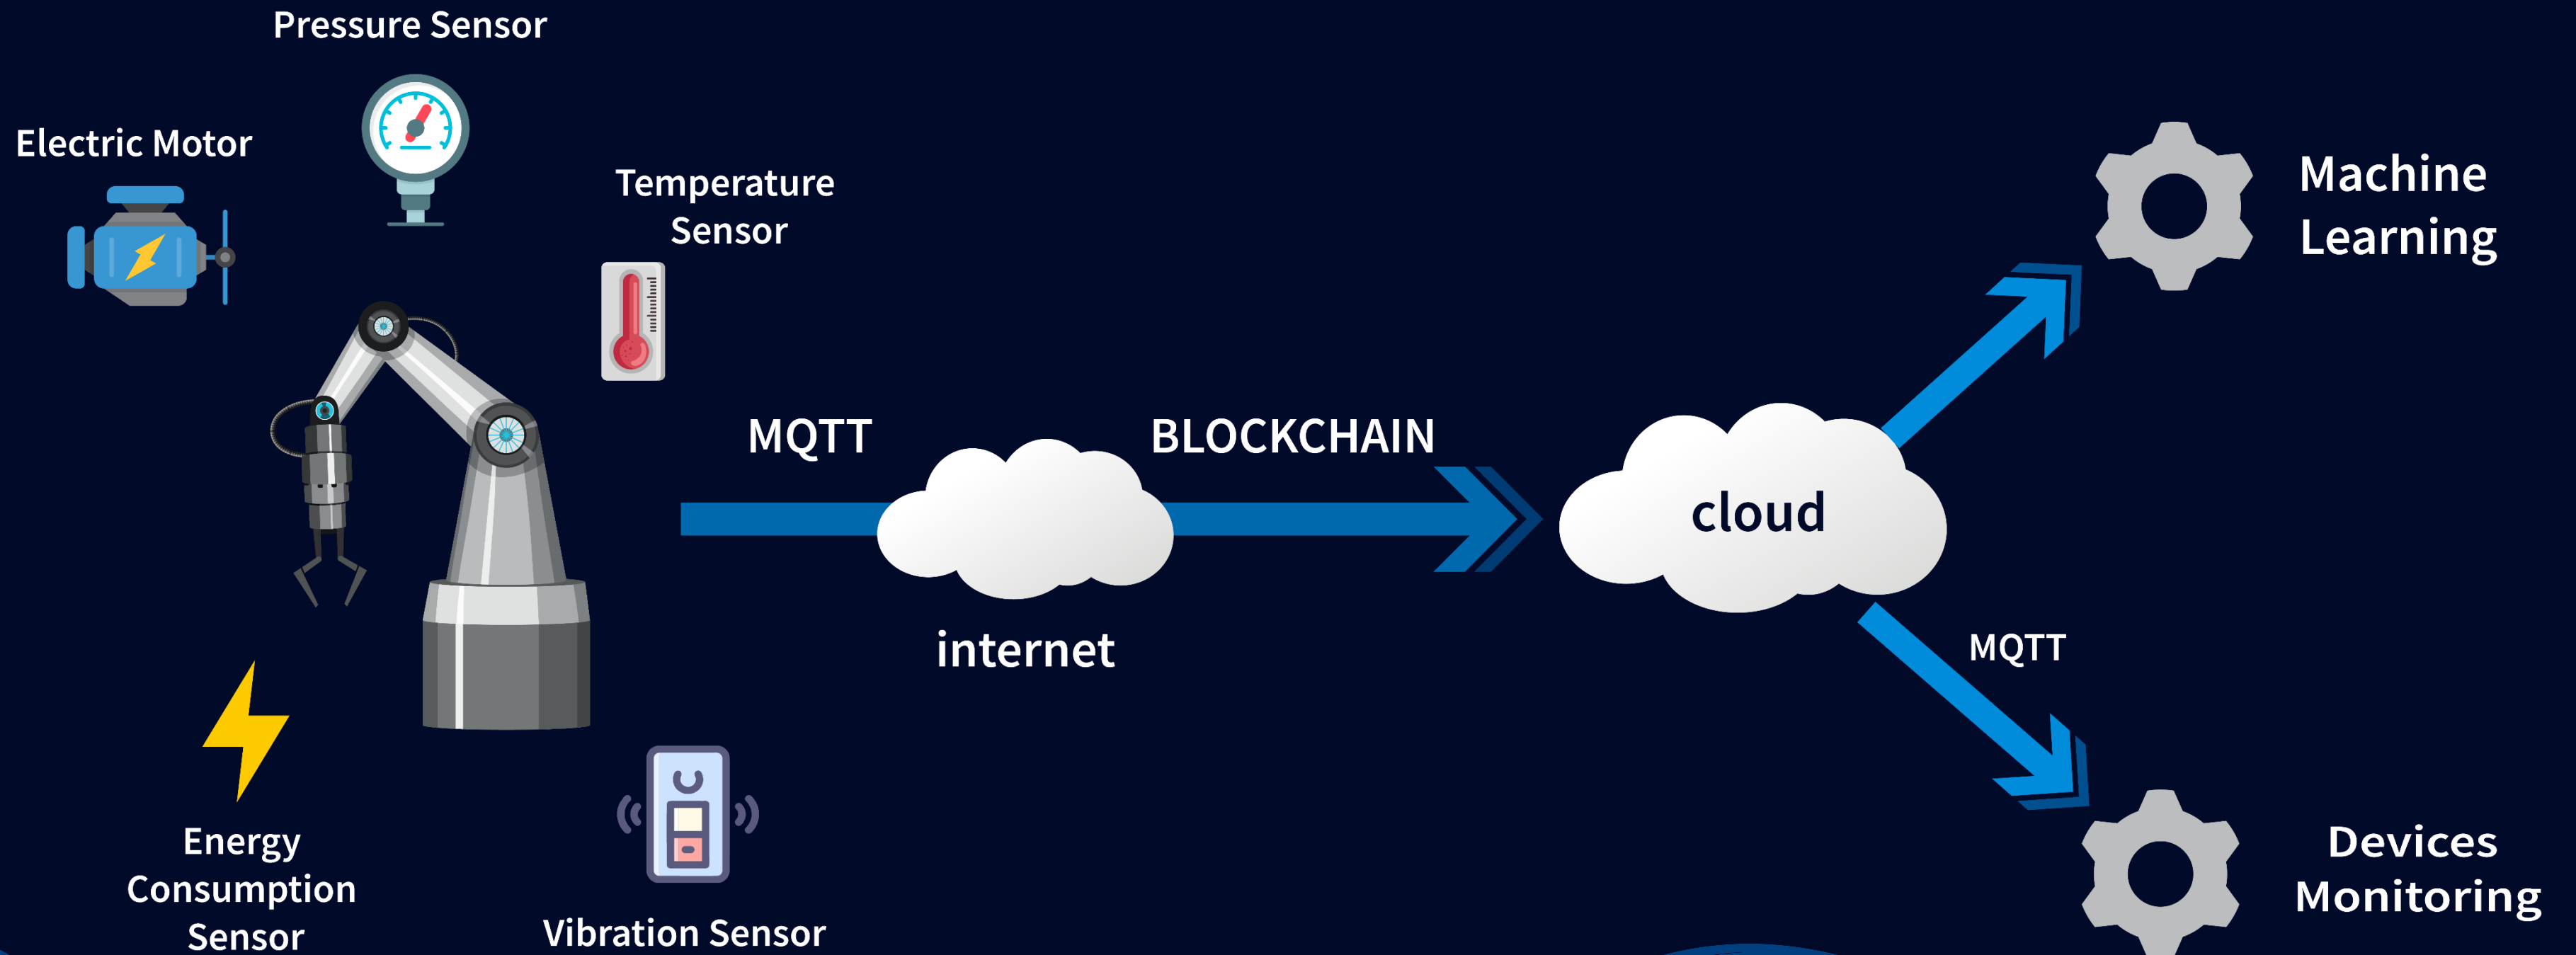 Pressure Sensor
Electric Motor
Temperature
Sensor
MQTT
BLOCKCHAIN
internet
cloud
Machine
Learning
MQTT
Devices
Monitoring
Energy
Consumption
Sensor
Vibration Sensor